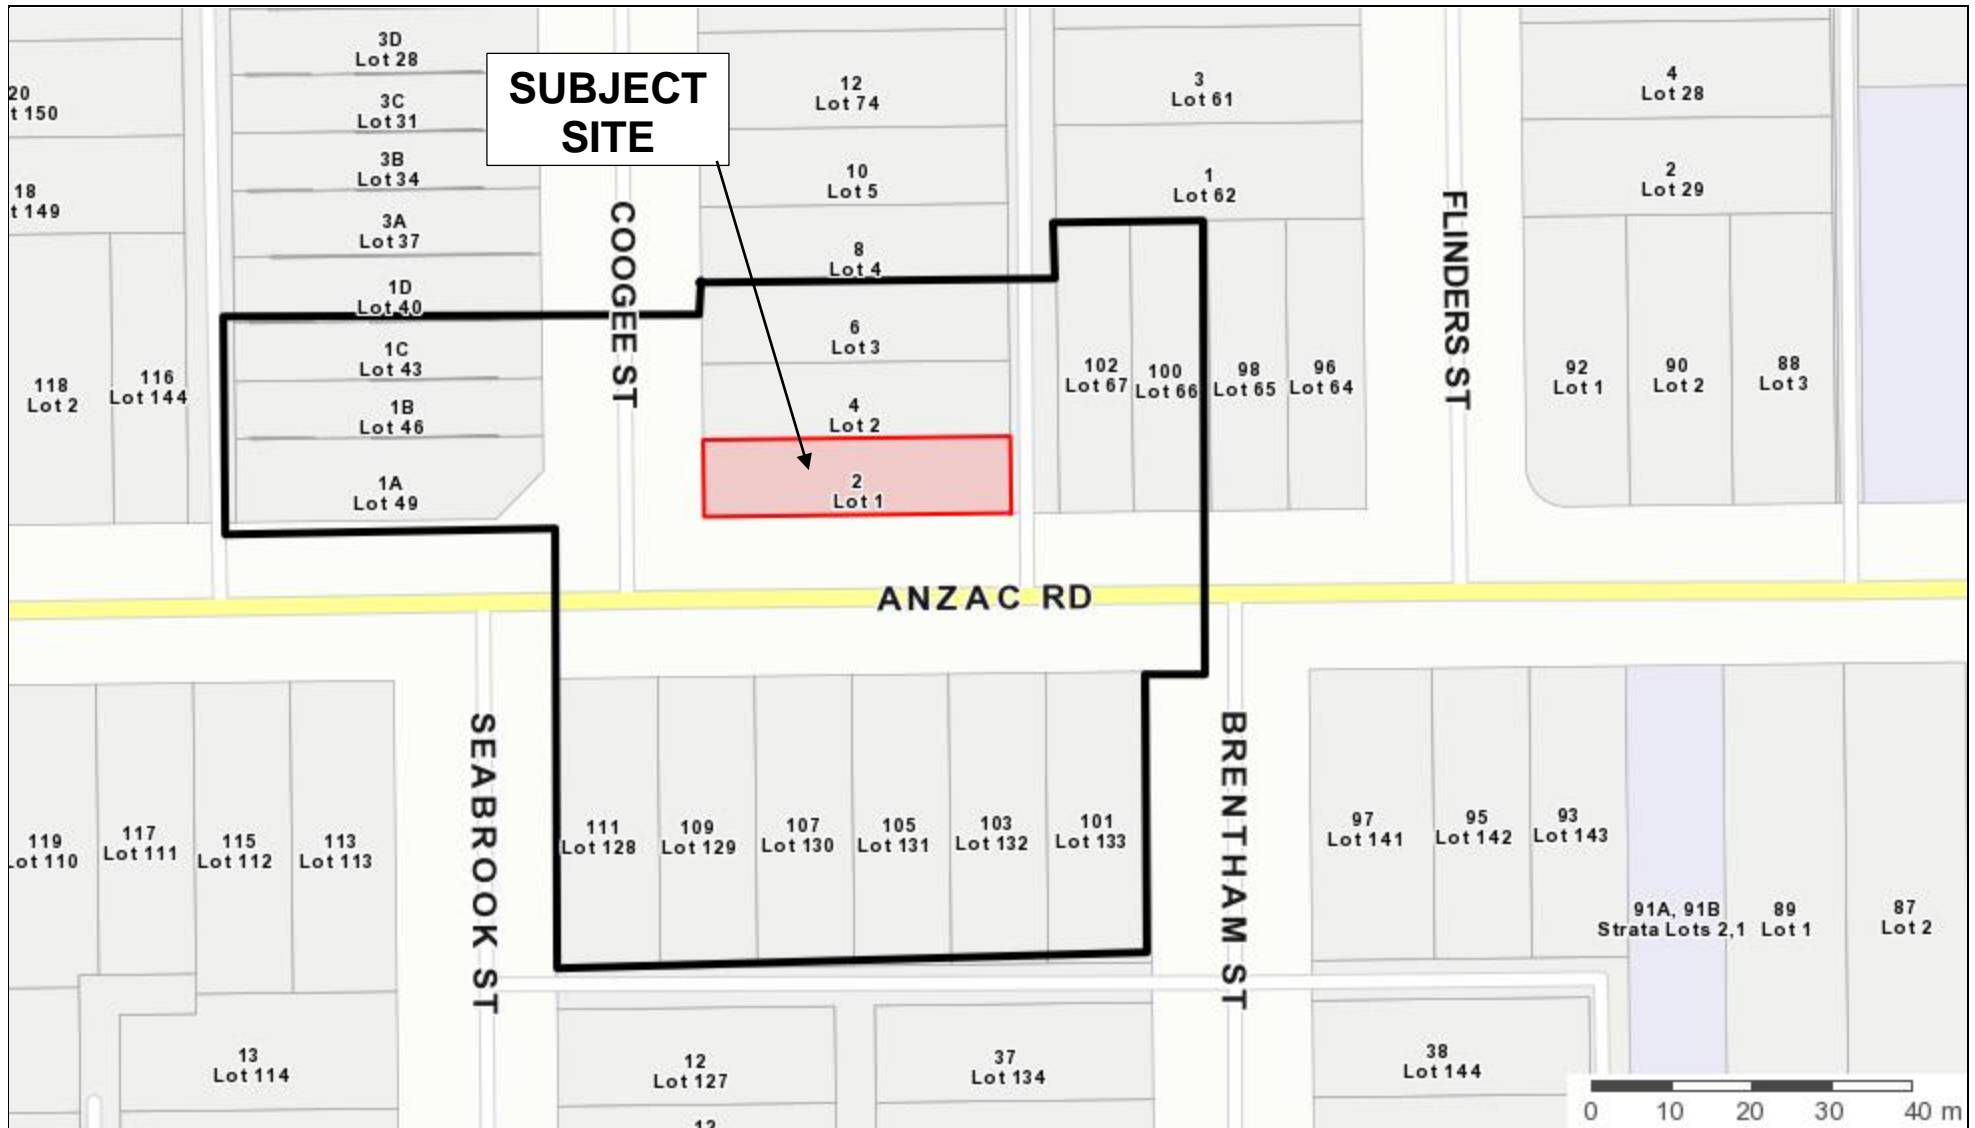 3D
Lot 28
SUBJECT
SITE
12
Lot 74
3
Lot 61
4
Lot 28
20
t 150
3C
Lot 31
3B
Lot 34
10
Lot 5
1
Lot 62
2
Lot 29
18
t 149
3A
Lot 37
COOGEE ST
FLINDERS ST
8
Lot 4
1D
Lot 40
6
Lot 3
1C
Lot 43
118
Lot 2
116
Lot 144
102
Lot 67
100
Lot 66
98
Lot 65
96
Lot 64
92
Lot 1
90
Lot 2
88
Lot 3
1B
Lot 46
4
Lot 2
1A
Lot 49
2
Lot 1
ANZAC RD
SEABROOK ST
BRENTHAM ST
119
Lot 110
117
Lot 111
115
Lot 112
113
Lot 113
111
Lot 128
109
Lot 129
107
Lot 130
105
Lot 131
103
Lot 132
101
Lot 133
97
Lot 141
95
Lot 142
93
Lot 143
91A, 91B
Strata Lots 2,1
89
Lot 1
87
Lot 2
13
Lot 114
12
Lot 127
37
Lot 134
38
Lot 144
0 10 20 30 40 m